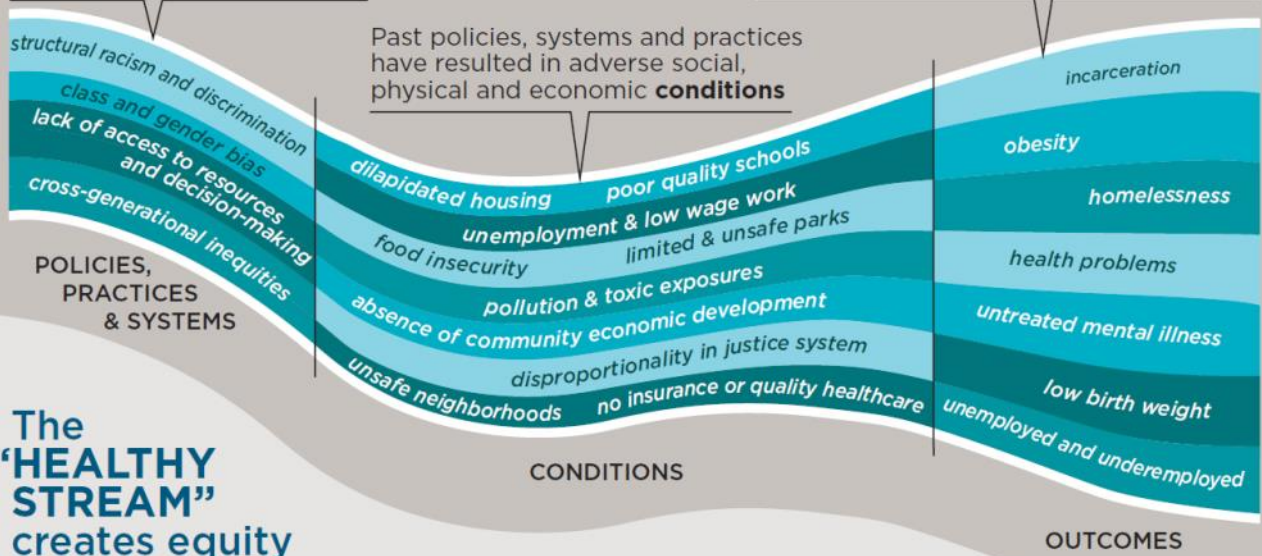 Past policies, systems and practices
have resulted in adverse social,
physical and economic conditions
structural racism and discrimination
class and gender bias
lack of access to resources
and decision-making
cross-generational inequities
POLICIES,
PRACTICES
& SYSTEMS
dilapidated housing
poor quality schools
unemployment & low wage work
food insecurity
limited & unsafe parks
pollution & toxic exposures
absence of community economic development
disproportionality in justice system
unsafe neighborhoods
no insurance or quality healthcare
CONDITIONS
incarceration
obesity
homelessness
health problems
untreated mental illness
low birth weight
unemployed and underemployed
OUTCOMES
The
‘HEALTHY
STREAM”
creates equity